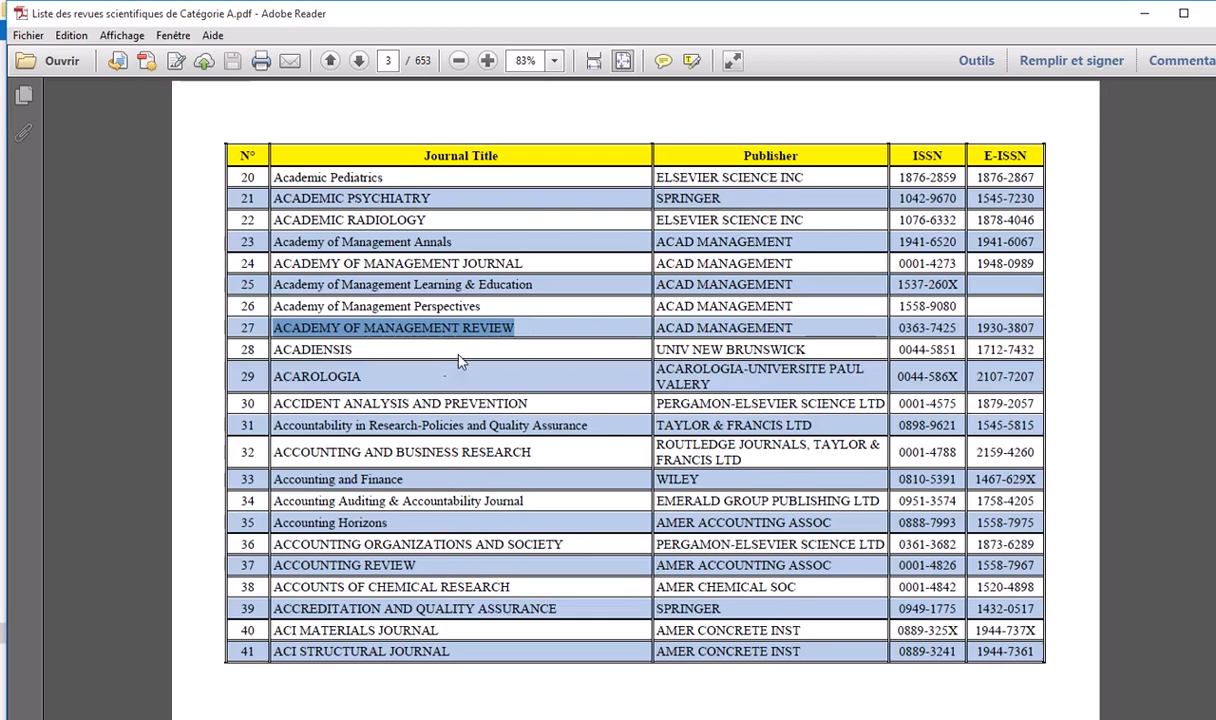 Liste des revues scientifiques de Catégorie A.pdf - Adobe Reader
Fichier Edition Affichage Fenêtre Aide
Ouvrir 3 / 653 83% Outils Remplir et signer Commenta
N° Journal Title Publisher ISSN E-ISSN
20 Academic Pediatrics ELSEVIER SCIENCE INC 1876-2859 1876-2867
21 ACADEMIC PSYCHIATRY SPRINGER 1042-9670 1545-7230
22 ACADEMIC RADIOLOGY ELSEVIER SCIENCE INC 1076-6332 1878-4046
23 Academy of Management Annals ACAD MANAGEMENT 1941-6520 1941-6067
24 ACADEMY OF MANAGEMENT JOURNAL ACAD MANAGEMENT 0001-4273 1948-0989
25 Academy of Management Learning & Education ACAD MANAGEMENT 1537-260X
26 Academy of Management Perspectives ACAD MANAGEMENT 1558-9080
27 ACADEMY OF MANAGEMENT REVIEW ACAD MANAGEMENT 0363-7425 1930-3807
28 ACADIENSIS UNIV NEW BRUNSWICK 0044-5851 1712-7432
29 ACAROLOGIA ACAROLOGIA-UNIVERSITE PAUL
VALERY 0044-586X 2107-7207
30 ACCIDENT ANALYSIS AND PREVENTION PERGAMON-ELSEVIER SCIENCE LTD 0001-4575 1879-2057
31 Accountability in Research-Policies and Quality Assurance TAYLOR & FRANCIS LTD 0898-9621 1545-5815
32 ACCOUNTING AND BUSINESS RESEARCH ROUTLEDGE JOURNALS, TAYLOR &
FRANCIS LTD 0001-4788 2159-4260
33 Accounting and Finance WILEY 0810-5391 1467-629X
34 Accounting Auditing & Accountability Journal EMERALD GROUP PUBLISHING LTD 0951-3574 1758-4205
35 Accounting Horizons AMER ACCOUNTING ASSOC 0888-7993 1558-7975
36 ACCOUNTING ORGANIZATIONS AND SOCIETY PERGAMON-ELSEVIER SCIENCE LTD 0361-3682 1873-6289
37 ACCOUNTING REVIEW AMER ACCOUNTING ASSOC 0001-4826 1558-7967
38 ACCOUNTS OF CHEMICAL RESEARCH AMER CHEMICAL SOC 0001-4842 1520-4898
39 ACCREDITATION AND QUALITY ASSURANCE SPRINGER 0949-1775 1432-0517
40 ACI MATERIALS JOURNAL AMER CONCRETE INST 0889-325X 1944-737X
41 ACI STRUCTURAL JOURNAL AMER CONCRETE INST 0889-3241 1944-7361